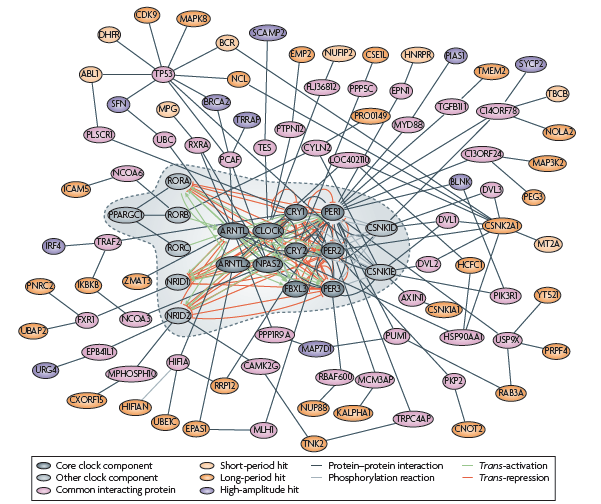 CDK9
MAPK8
DHFR
BCR
SCAMP2
EMP2
NUFIP2
CSE1L
HNRPR
PIAS1
TMEM2
SYCP2
ABL1
TP53
NCL
FLJ36812
PPP5C
EPN1
TGFB1I1
C14ORF78
TBCB
SFN
MPG
BRCA2
TRRAP
PTPN12
PRO0149
MYD88
NOLA2
PLSCR1
UBC
RXRA
PCAF
TES
CYLN2
LOC402110
C13ORF24
MAP3K2
NCOA6
RORA
BLNK
DVL3
PEG3
ICAM5
PPARGC1
RORB
ARNTL
CLOCK
CRY1
PER1
CSNK1D
DVL1
CSNK2A1
IRF4
TRAF2
RORC
CRY2
PER2
MT2A
ARNTL2
NPAS2
CSNK1E
DVL2
HCFC1
PNRC2
IKBKB
ZMAT3
NR1D1
FBXL3
PER3
AXIN1
PIK3R1
YTS21
UBAP2
FXR1
NCOA3
NR1D2
CSNK1A1
PPP1R9A
PUM1
HSP90AA1
USP9X
URG4
EPB41L1
HIF1A
MAP7D1
PRPF4
MPHOSPH10
CAMK2G
RBAF600
MCM3AP
PKP2
RAB3A
CXORF15
HIF1AN
RRP12
NUP88
KALPHA1
TRPC4AP
UBE1C
EPAS1
MLH1
TNK2
CNOT2
Core clock component
Short-period hit
Protein–protein interaction
Trans-activation
Other clock component
Long-period hit
Phosphorylation reaction
Trans-repression
Common interacting protein
High-amplitude hit